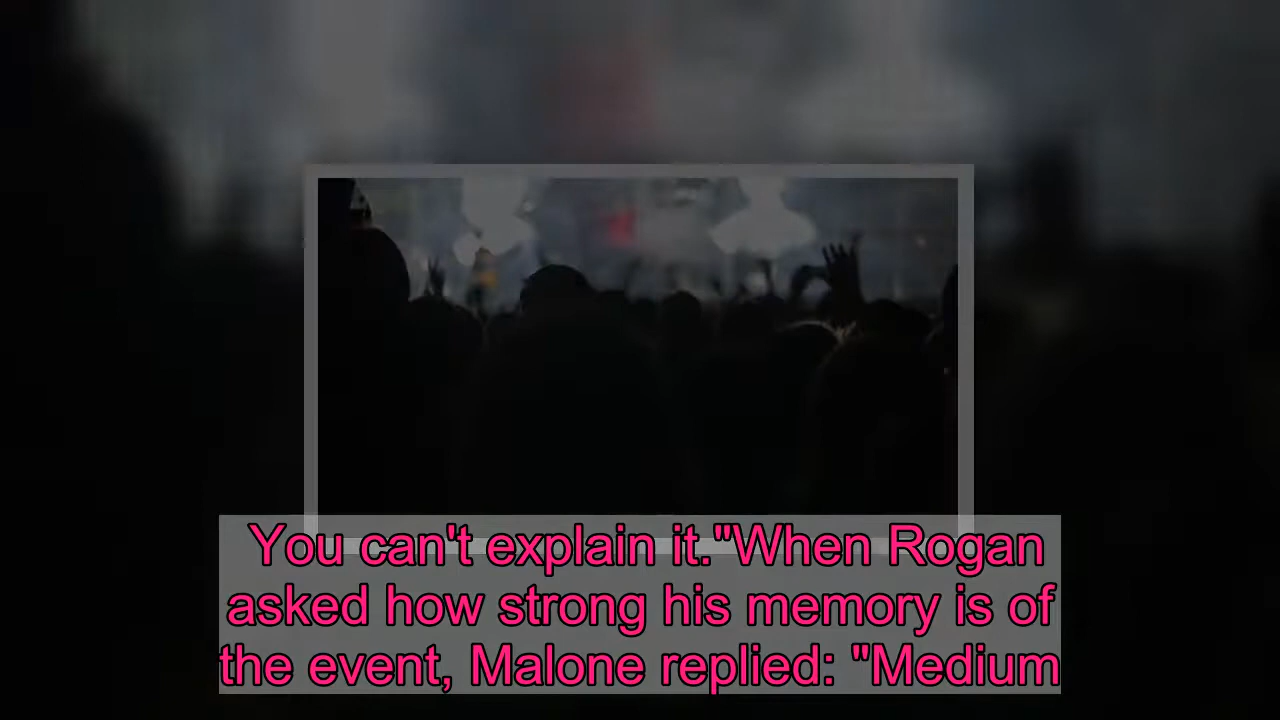 You can't explain it."When Rogan
asked how strong his memory is of
the event, Malone replied: "Medium